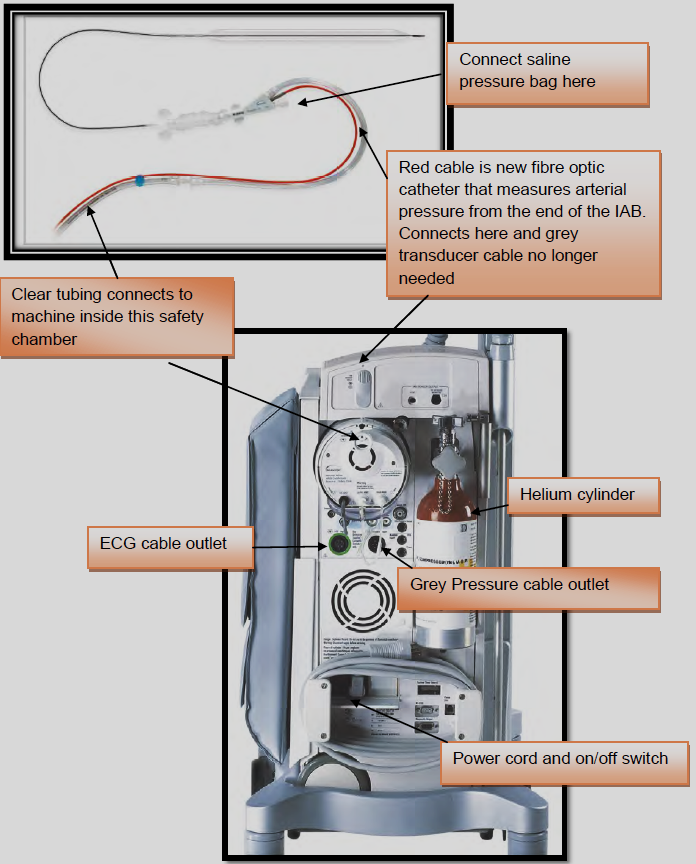 Connect saline
pressure bag here
Red cable is new fibre optic
catheter that measures arterial
pressure from the end of the IAB.
Connects here and grey
transducer cable no longer
needed
Clear tubing connects to
machine inside this safety
chamber
Helium cylinder
ECG cable outlet
Grey Pressure cable outlet
Power cord and on/off switch